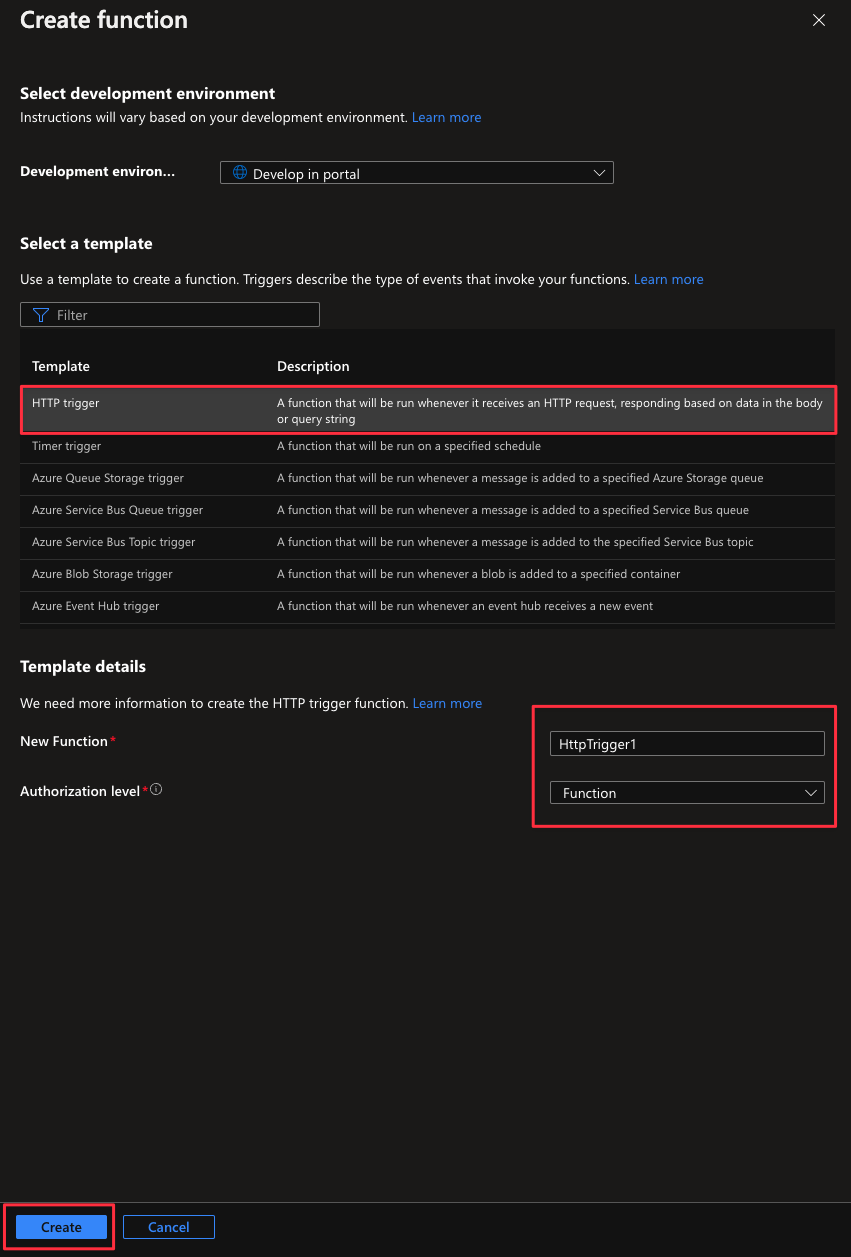 Create function
Select development environment
Instructions will vary based on your development environment. Learn more
Development environ...
Develop in portal
Select a template
Use a template to create a function. Triggers describe the type of events that invoke your functions. Learn more
Filter
Template Description
HTTP trigger A function that will be run whenever it receives an HTTP request, responding based on data in the body
or query string
Timer trigger A function that will be run on a specified schedule
Azure Queue Storage trigger A function that will be run whenever a message is added to a specified Azure Storage queue
Azure Service Bus Queue trigger A function that will be run whenever a message is added to a specified Service Bus queue
Azure Service Bus Topic trigger A function that will be run whenever a message is added to the specified Service Bus topic
Azure Blob Storage trigger A function that will be run whenever a blob is added to a specified container
Azure Event Hub trigger A function that will be run whenever an event hub receives a new event
Template details
We need more information to create the HTTP trigger function. Learn more
New Function* HttpTrigger1
Authorization level* Function
Create Cancel